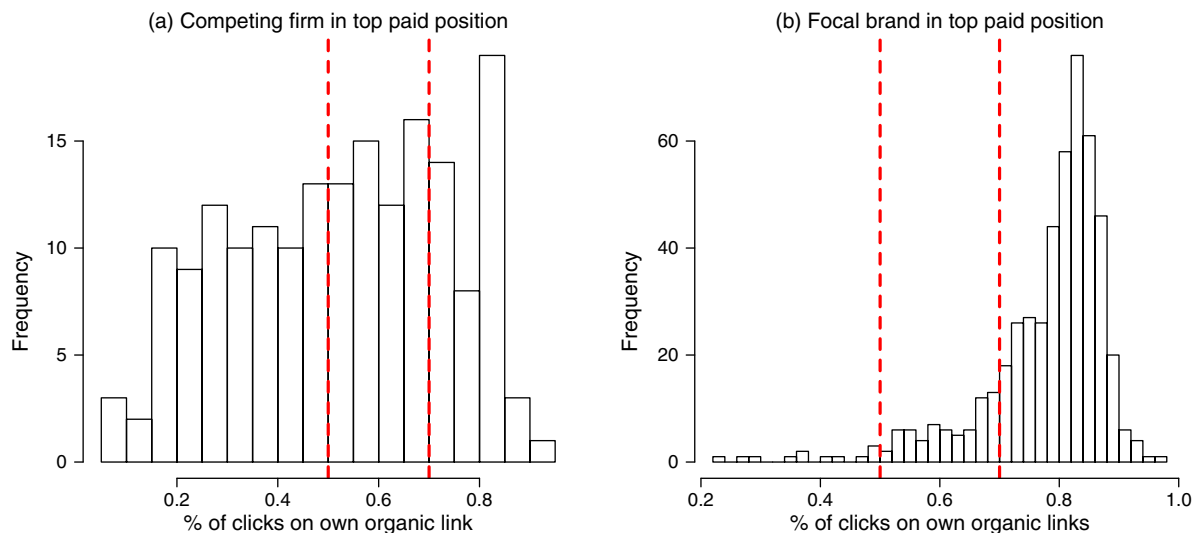 (a) Competing firm in top paid position
Frequency
15
10
5
0
0.2 0.4 0.6 0.8
% of clicks on own organic link
(b) Focal brand in top paid position
Frequency
60
40
20
0
0.2 0.4 0.6 0.8 1.0
% of clicks on own organic links